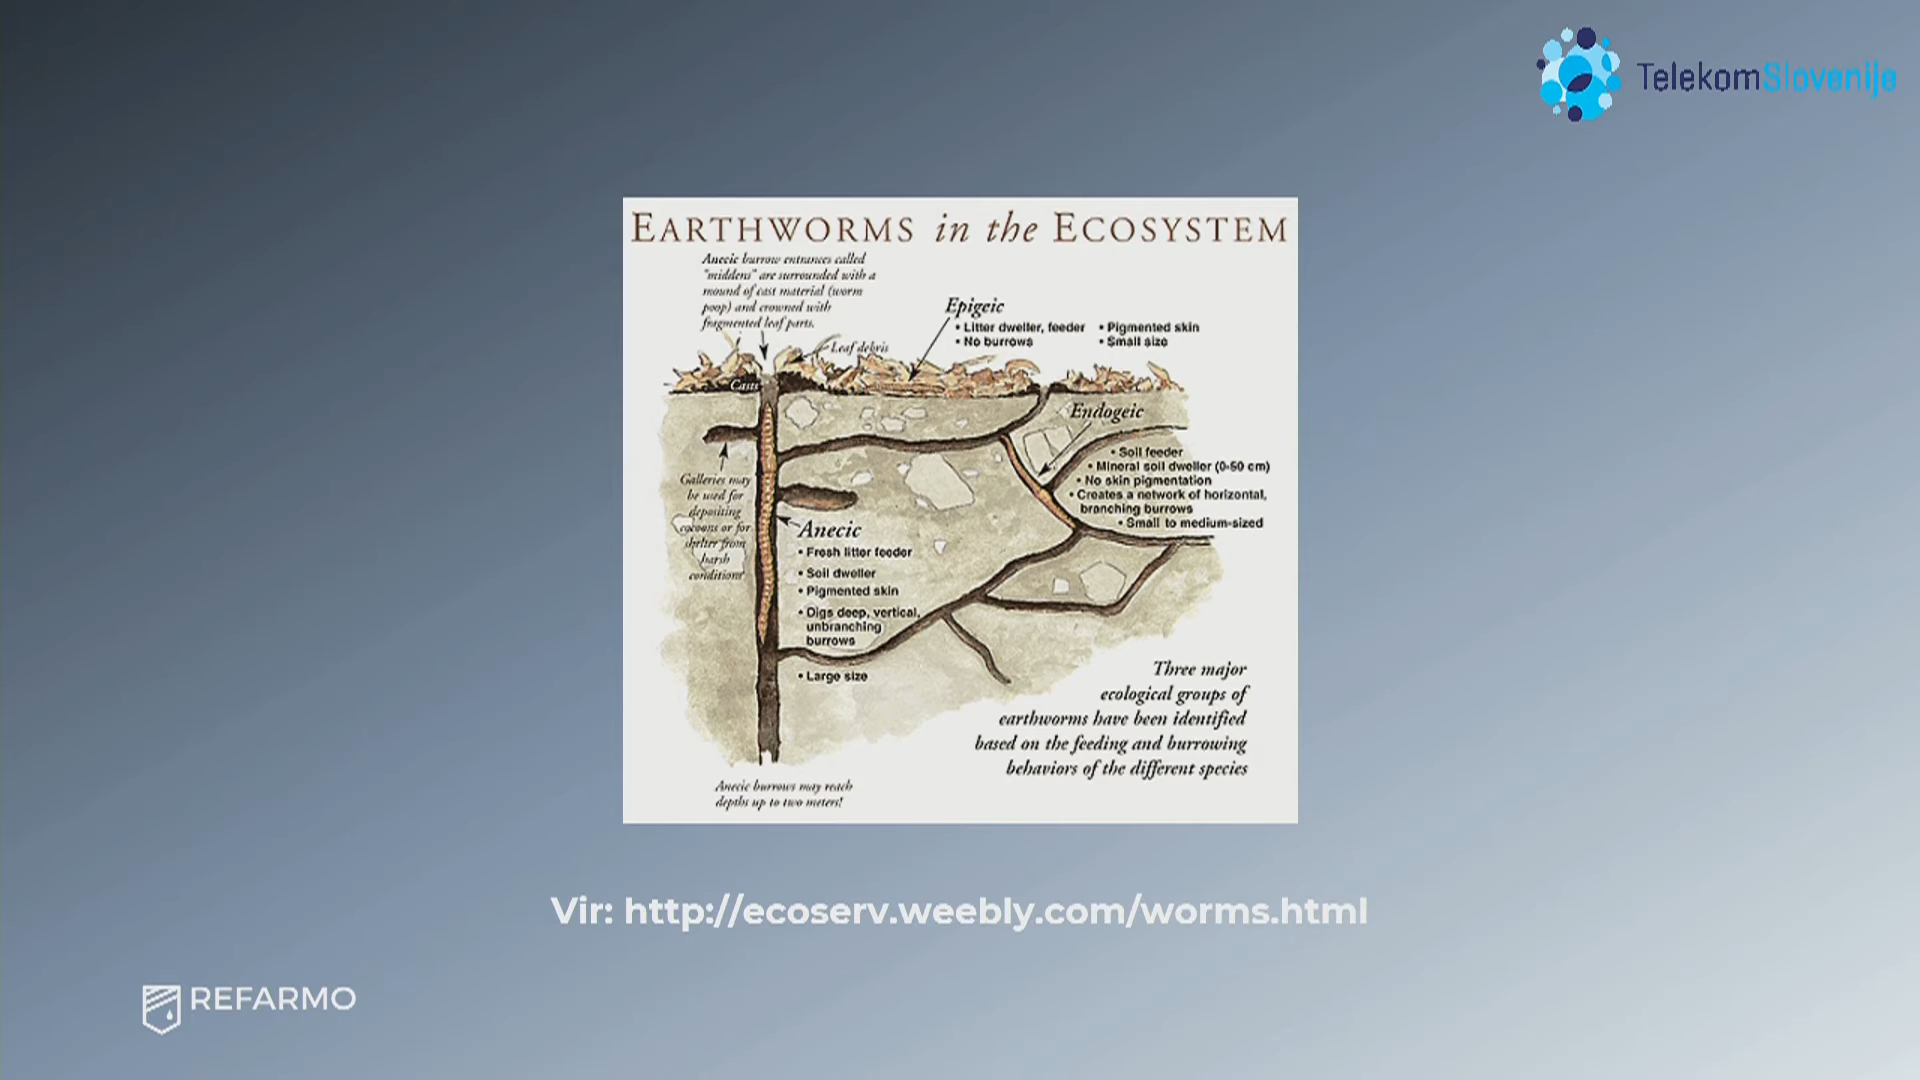 TelekomSlovenije
EARTHWORMS in the ECOSYSTEM
Anecic burrow entrances called
"middens" are surrounded with a
mound of cast material (worm
poop) and crowned with
fragmented leaf parts.
Epigeic
• Litter dweller, feeder
• No burrows
• Pigmented skin
• Small size
Leaf debris
Casts
Endogeic
• Soil feeder
• Mineral soil dweller (0-50 cm)
• No skin pigmentation
• Creates a network of horizontal,
branching burrows
• Small to medium-sized
Galleries may
be used for
depositing
cocoons or for
shelter from
harsh
conditions
Anecic
• Fresh litter feeder
• Soil dweller
• Pigmented skin
• Digs deep, vertical,
unbranching
burrows
• Large size
Three major
ecological groups of
earthworms have been identified
based on the feeding and burrowing
behaviors of the different species
Anecic burrows may reach
depths up to two meters!
Vir: http://ecoserv.weebly.com/worms.html
REFARMO